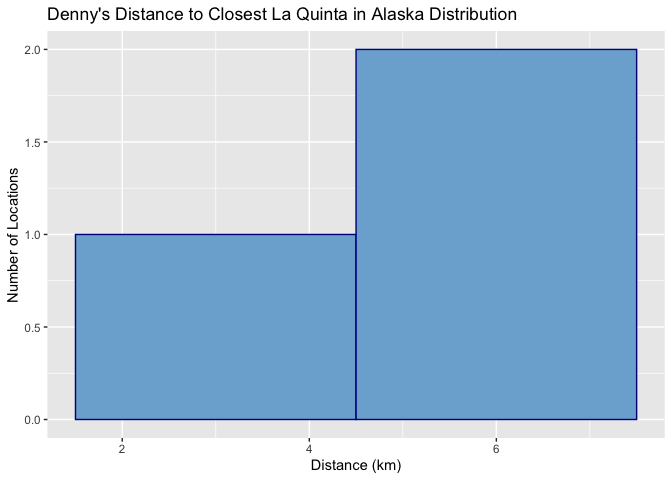 Denny's Distance to Closest La Quinta in Alaska Distribution
Number of Locations
2.0
1.5
1.0
0.5
0.0
2 4 6
Distance (km)